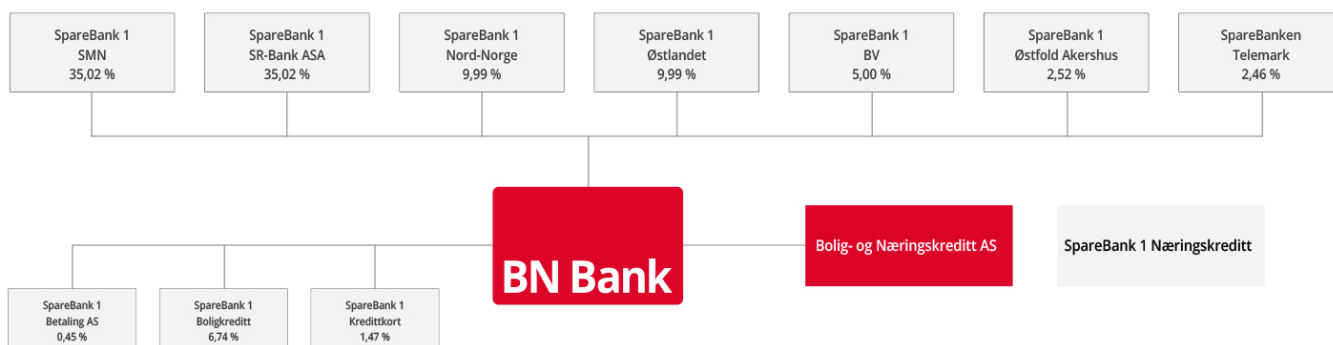 SpareBank 1
SMN
35,02 %
SpareBank 1
SR-Bank ASA
35,02 %
SpareBank 1
Nord-Norge
9,99 %
SpareBank 1
Østlandet
9,99 %
SpareBank 1
BV
5,00 %
SpareBank 1
Østfold Akershus
2,52 %
SpareBanken
Telemark
2,46 %
BN Bank
Bolig- og Næringskreditt AS
SpareBank 1 Næringskreditt
SpareBank 1
Betaling AS
0,45 %
SpareBank 1
Boligkreditt
6,74 %
SpareBank 1
Kredittkort
1,47 %